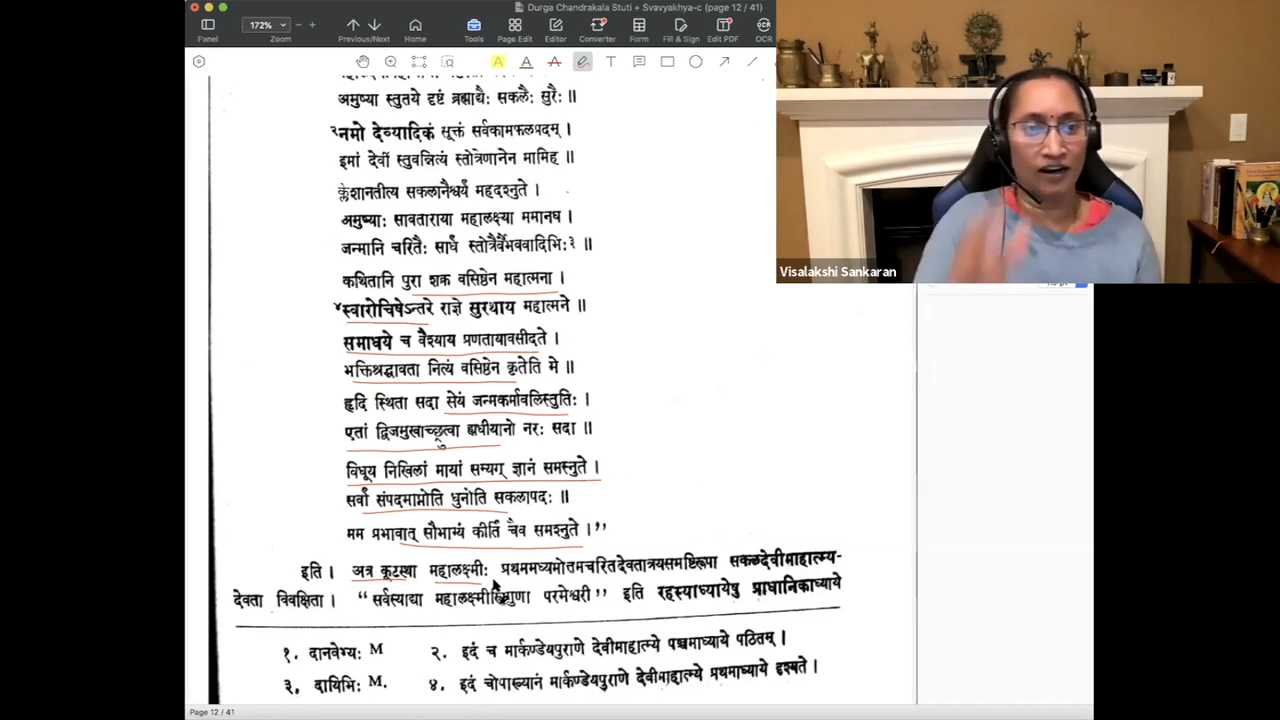 Durga Chandrakala Stuti + Svavyakhya-c (page 12 / 41)
172%
Panel Zoom Previous/Next Home Tools Page Edit Editor Converter Form Fill & Sign Edit PDF OCR
अमुष्या स्तुतये दृष्टं ब्रह्माद्यैः सकलैः सुरैः ॥
२नमो देव्यादिकं सूक्तं सर्वकामफलप्रदम् ।
इमां देवीं स्तुवन्नित्यं स्तोत्रेणानेन मामिह ॥
क्लेशानतीत्य सकलानैश्वर्यं महदश्नुते ।
अमुष्याः सावताराया महालक्ष्म्या ममानघ ।
जन्मानि चरितैः सार्धं स्तोत्रैर्वैभववादिभिः३ ॥
कथितानि पुरा शक्र वसिष्ठेन महात्मना ।
४स्वारोचिषेऽन्तरे राज्ञे सुरथाय महात्मने ॥
समाधये च वैश्याय प्रणतायावसीदते ।
भक्तिश्रद्धावता नित्यं वसिष्ठेन कृतेति मे ॥
हृदि स्थिता सदा सेयं जन्मकर्मावलिस्तुतिः ।
एतां द्विजमुखाच्छ्रुत्वा ह्यधीयानो नरः सदा ॥
विधूय निखिलां मायां सम्यग् ज्ञानं समश्नुते ।
सर्वां संपदमाप्नोति धुनोति सकलापदः ॥
मम प्रभावात् सौभाग्यं कीर्तिं चैव समश्नुते ।”
इति । अत्र कूटस्था महालक्ष्मीः प्रथममध्यमोत्तमचरितदेवतात्रयसमष्टिरूपा सकलदेवीमाहात्म्य-
देवता विवक्षिता । “सर्वस्याद्या महालक्ष्मीस्त्रिगुणा परमेश्वरी” इति रहस्याध्यायेषु प्राधानिकाध्याये
१. दानवेभ्यः M २. इदं च मार्कण्डेयपुराणे देवीमाहात्म्ये पञ्चमाध्याये पठितम् ।
३. दायिभिः M. ४. इदं चोपाख्यानं मार्कण्डेयपुराणे देवीमाहात्म्ये प्रथमाध्याये दृश्यते ।
Page 12 / 41
Visalakshi Sankaran